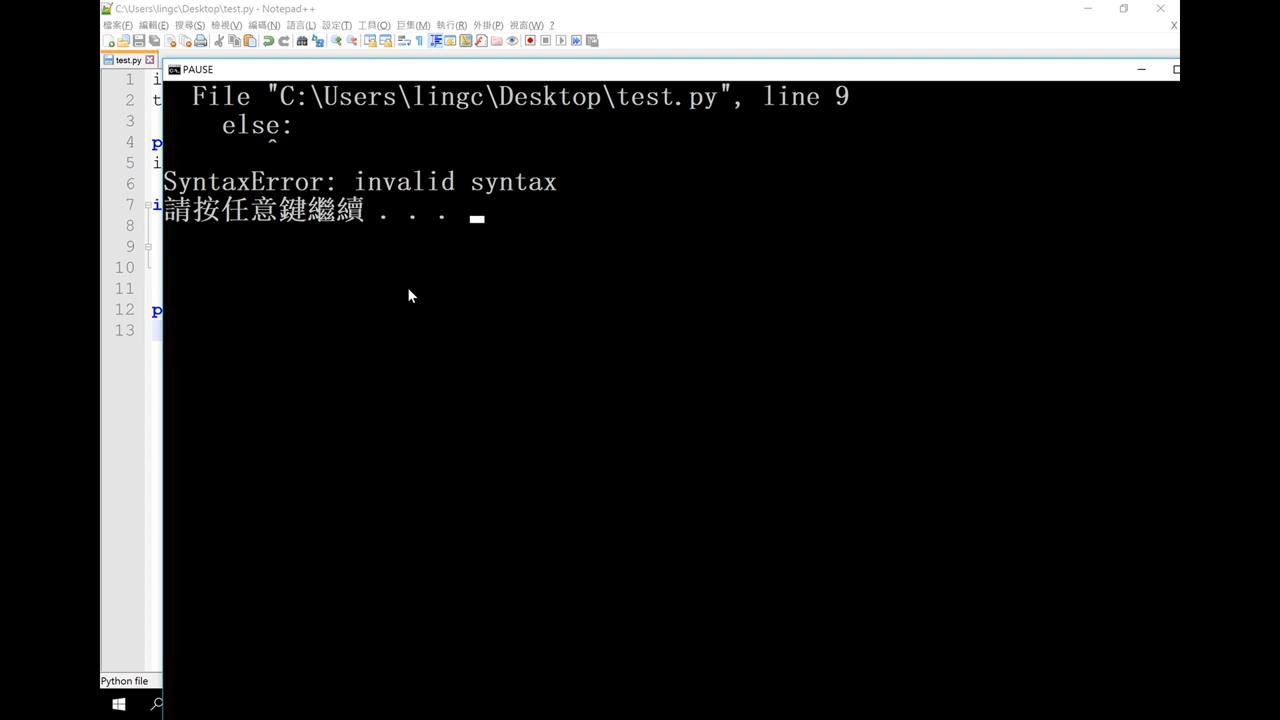 C:\Users\lingc\Desktop\test.py - Notepad++
檔案(F) 編輯(E) 搜尋(S) 檢視(V) 編碼(N) 語言(L) 設定(T) 工具(O) 巨集(M) 執行(R) 外掛(P) 視窗(W) ? X
test.py
PAUSE
1 i
2 t
3
4 p
5 i
6
7 i
8
9
10
11
12 p
13
File "C:\Users\lingc\Desktop\test.py", line 9
else:
^
SyntaxError: invalid syntax
請按任意鍵繼續 . . .
Python file